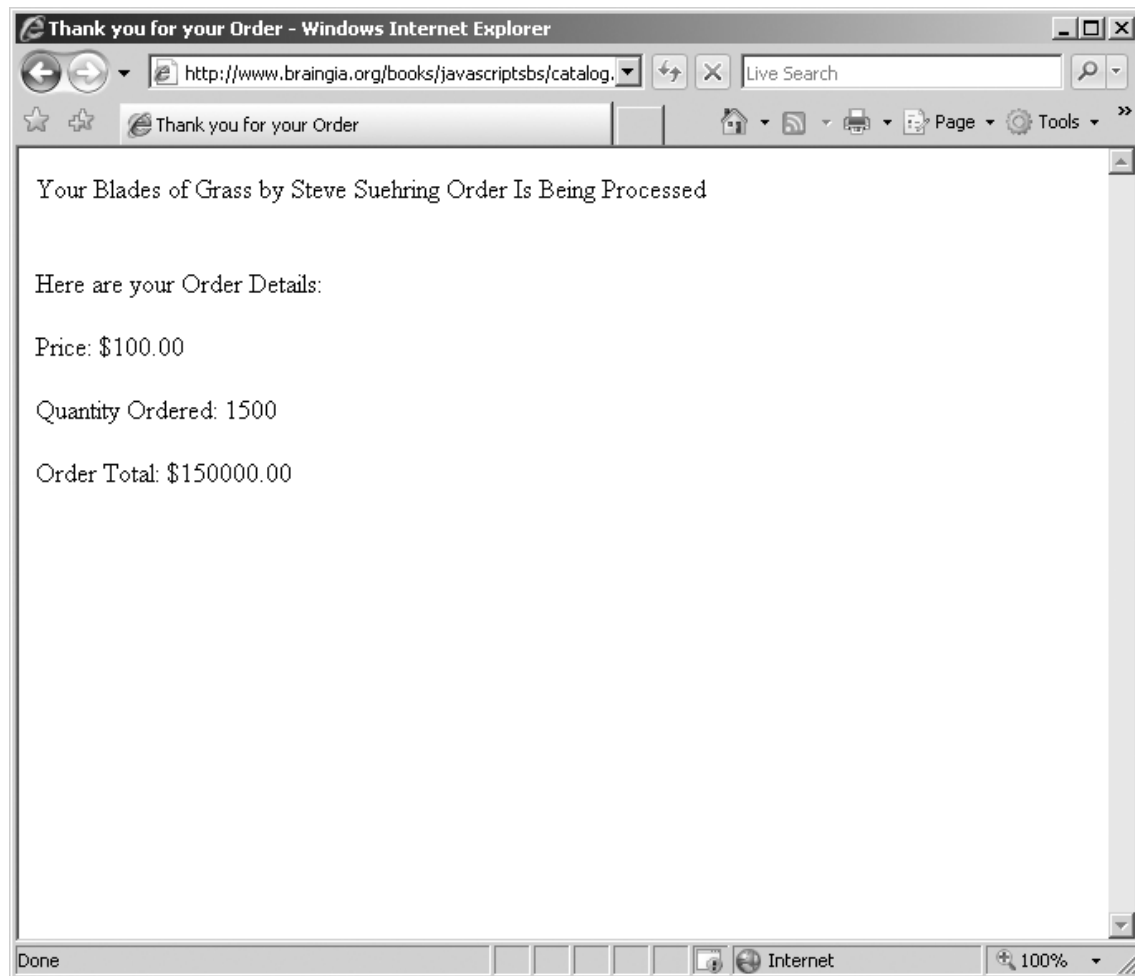 Thank you for your Order - Windows Internet Explorer
http://www.braingia.org/books/javascriptsbs/catalog.
Live Search
Thank you for your Order
Page
Tools
»
Your Blades of Grass by Steve Suehring Order Is Being Processed
Here are your Order Details:
Price: $100.00
Quantity Ordered: 1500
Order Total: $150000.00
Done
Internet
100%